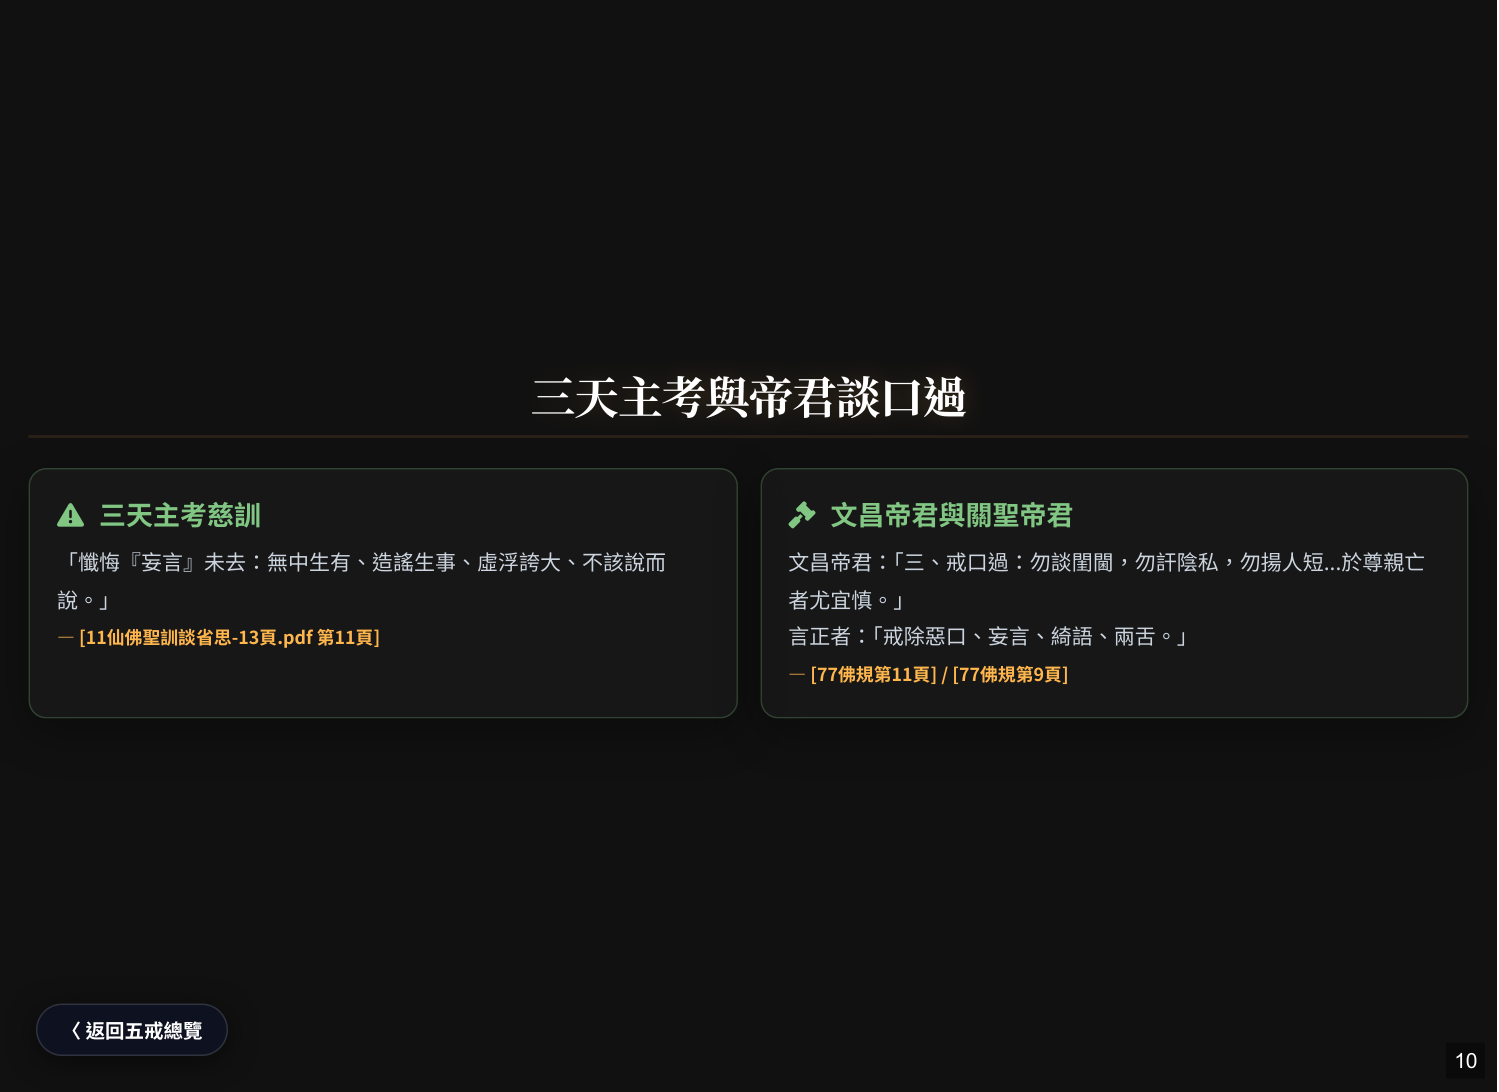 三天主考與帝君談口過
三天主考慈訓
「懺悔『妄言』未去：無中生有、造謠生事、虛浮誇大、不該說而
說。」
— [11仙佛聖訓談省思-13頁.pdf 第11頁]
文昌帝君與關聖帝君
文昌帝君：「三、戒口過：勿談閨閫，勿訐陰私，勿揚人短...於尊親亡
者尤宜慎。」
言正者：「戒除惡口、妄言、綺語、兩舌。」
— [77佛規第11頁] / [77佛規第9頁]
〈 返回五戒總覽
10